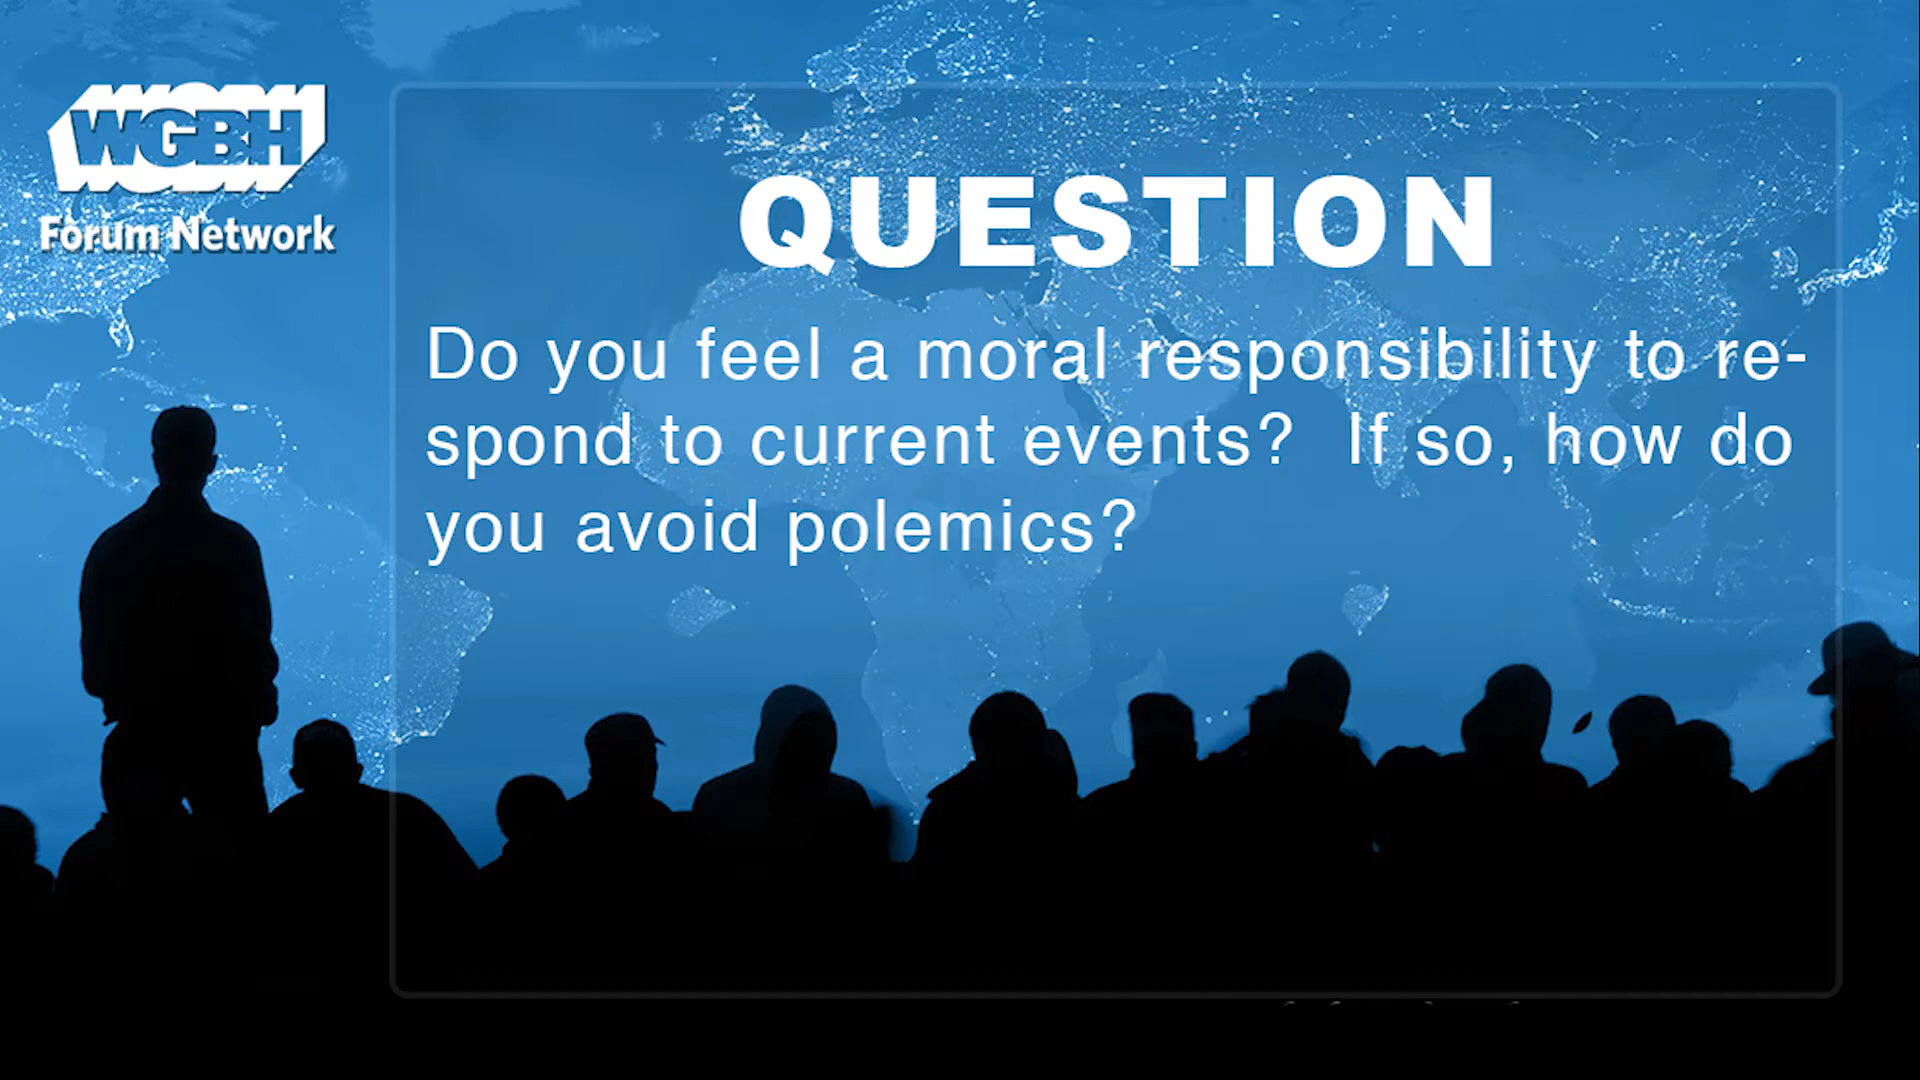 WGBH
Forum Network
QUESTION
Do you feel a moral responsibility to re-
spond to current events?  If so, how do
you avoid polemics?